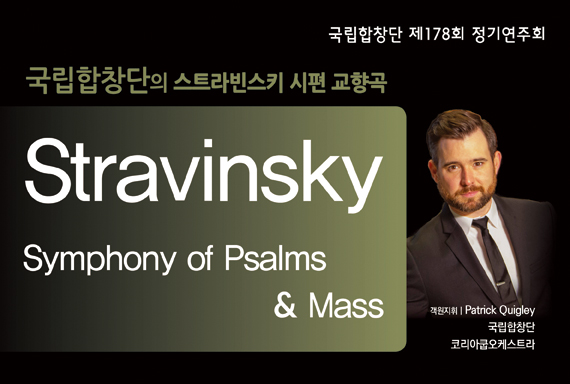 국립합창단 제178회 정기연주회
국립합창단의 스트라빈스키 시편 교향곡
Stravinsky
Symphony of Psalms
& Mass
객원지휘 | Patrick Quigley
국립합창단
코리아쿱오케스트라